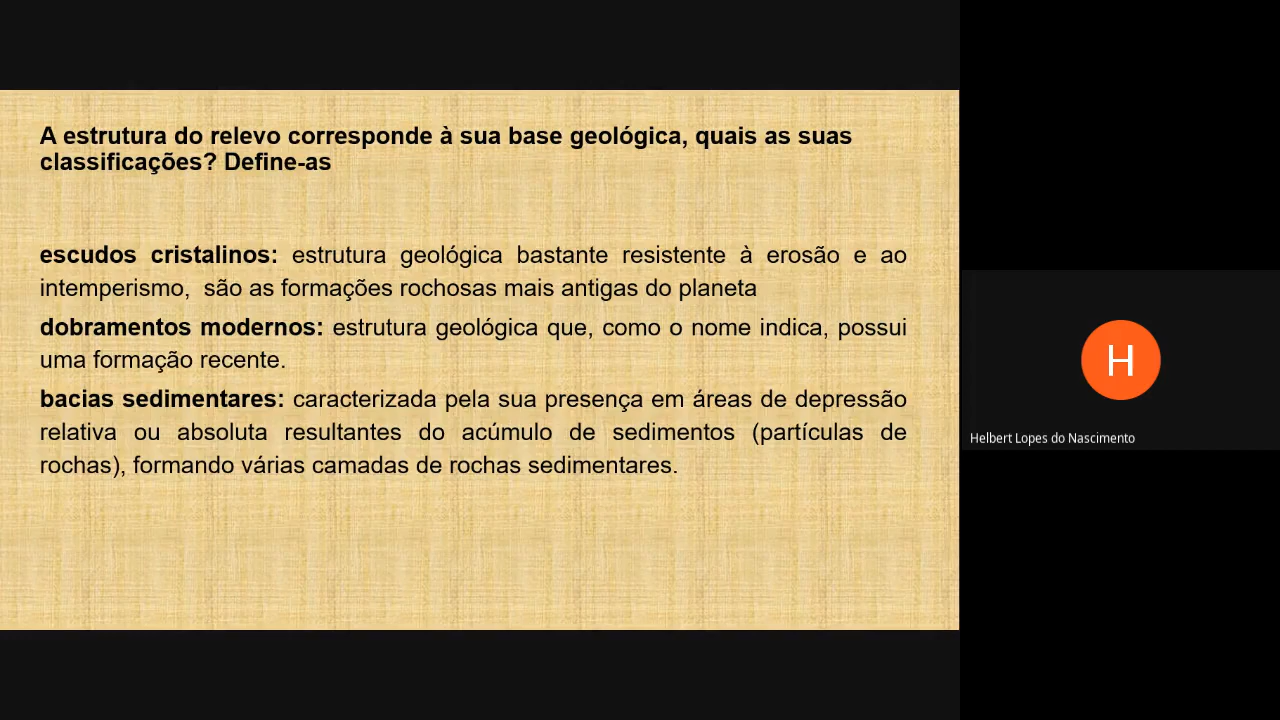 A estrutura do relevo corresponde à sua base geológica, quais as suas
classificações? Define-as
escudos cristalinos: estrutura geológica bastante resistente à erosão e ao
intemperismo,  são as formações rochosas mais antigas do planeta
dobramentos modernos: estrutura geológica que, como o nome indica, possui
uma formação recente.
bacias sedimentares: caracterizada pela sua presença em áreas de depressão
relativa ou absoluta resultantes do acúmulo de sedimentos (partículas de
rochas), formando várias camadas de rochas sedimentares.
H
Helbert Lopes do Nascimento